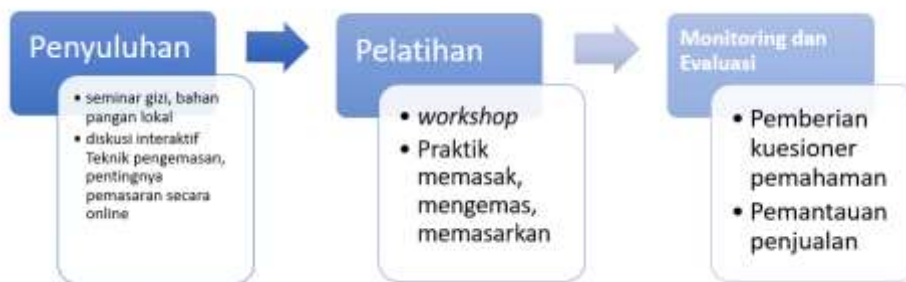 Penyuluhan
• seminar gizi, bahan
pangan lokal
• diskusi interaktif
Teknik pengemasan,
pentingnya
pemasaran secara
online
Pelatihan
• workshop
• Praktik
memasak,
mengemas,
memasarkan
Monitoring dan
Evaluasi
• Pemberian
kuesioner
pemahaman
• Pemantauan
penjualan